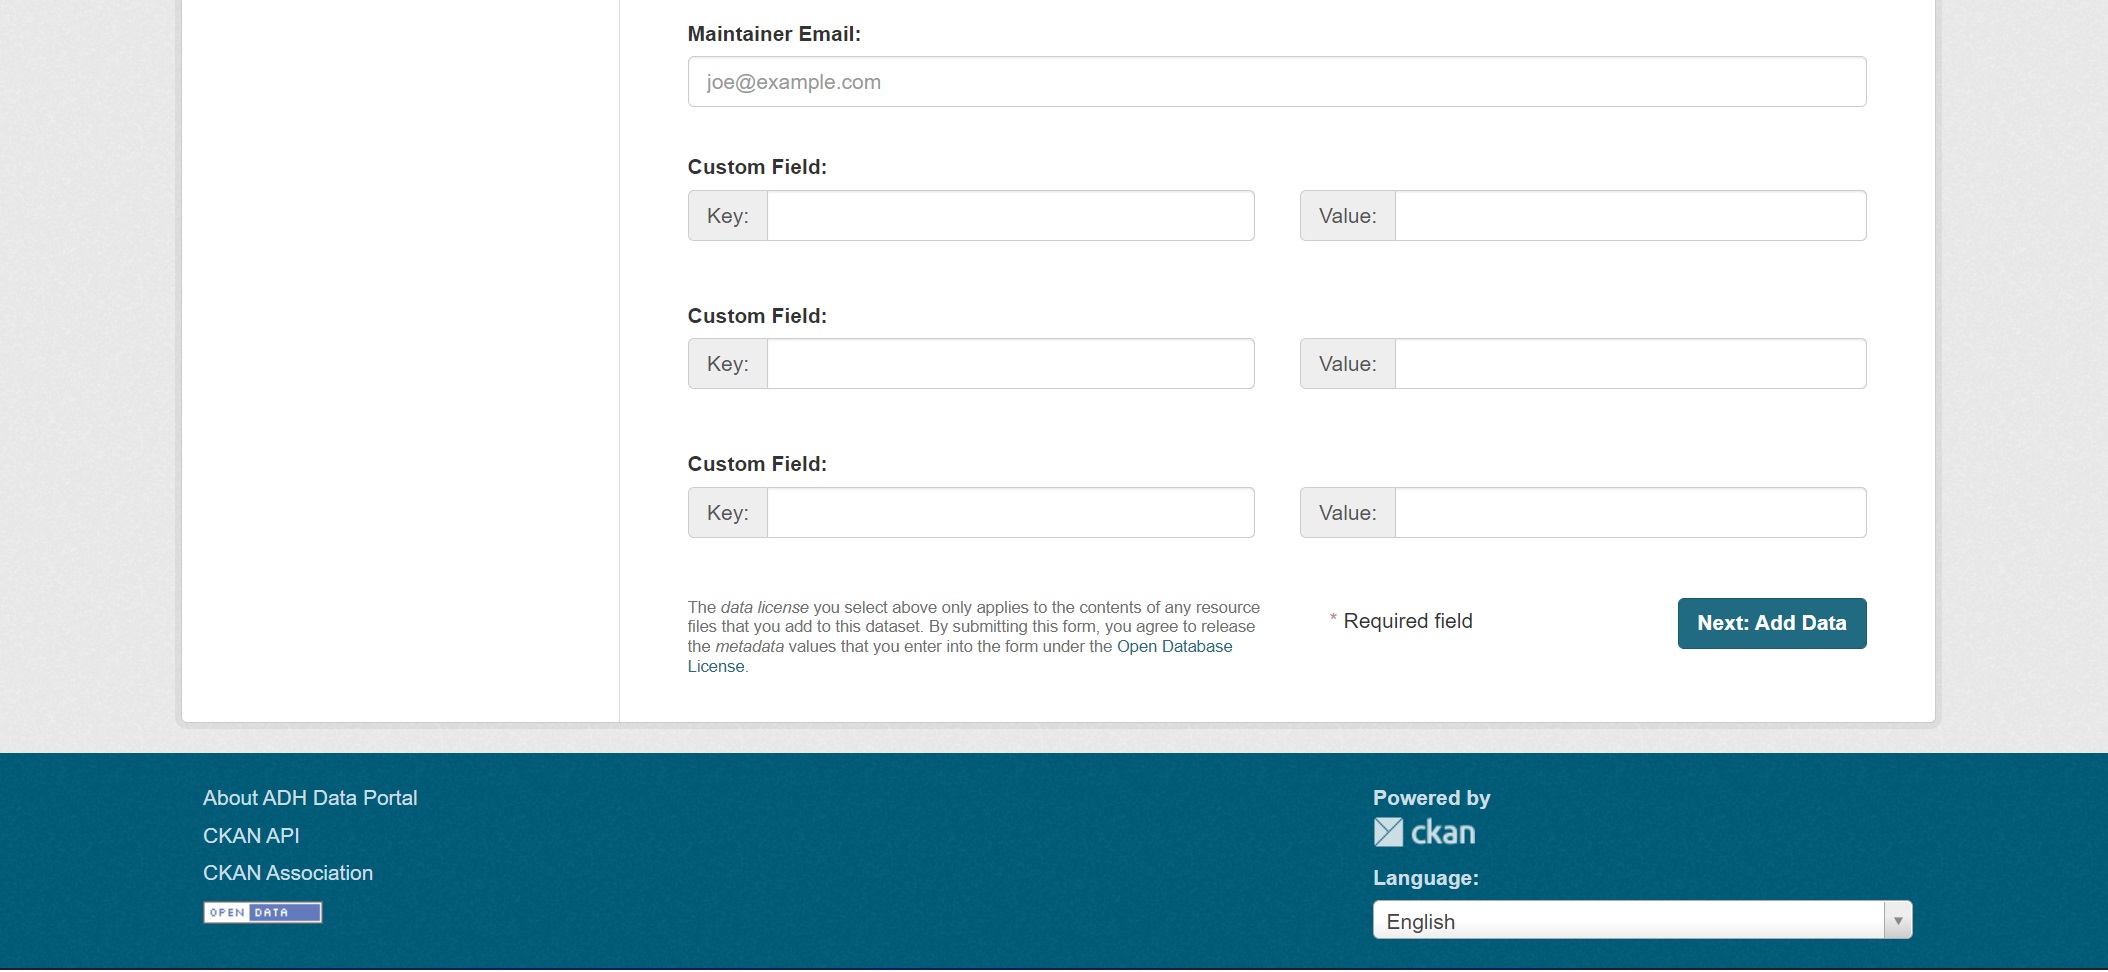 Maintainer Email:
joe@example.com
Custom Field:
Key:
Value:
Custom Field:
Key:
Value:
Custom Field:
Key:
Value:
The data license you select above only applies to the contents of any resource
files that you add to this dataset. By submitting this form, you agree to release
the metadata values that you enter into the form under the Open Database
License.
* Required field
Next: Add Data
About ADH Data Portal
CKAN API
CKAN Association
OPEN DATA
Powered by
ckan
Language:
English